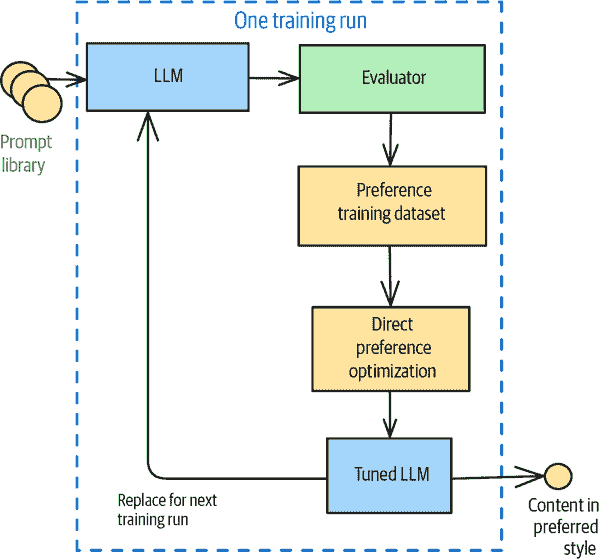 One training run
LLM
Evaluator
Prompt
library
Preference
training dataset
Direct
preference
optimization
Tuned LLM
Replace for next
training run
Content in
preferred
style